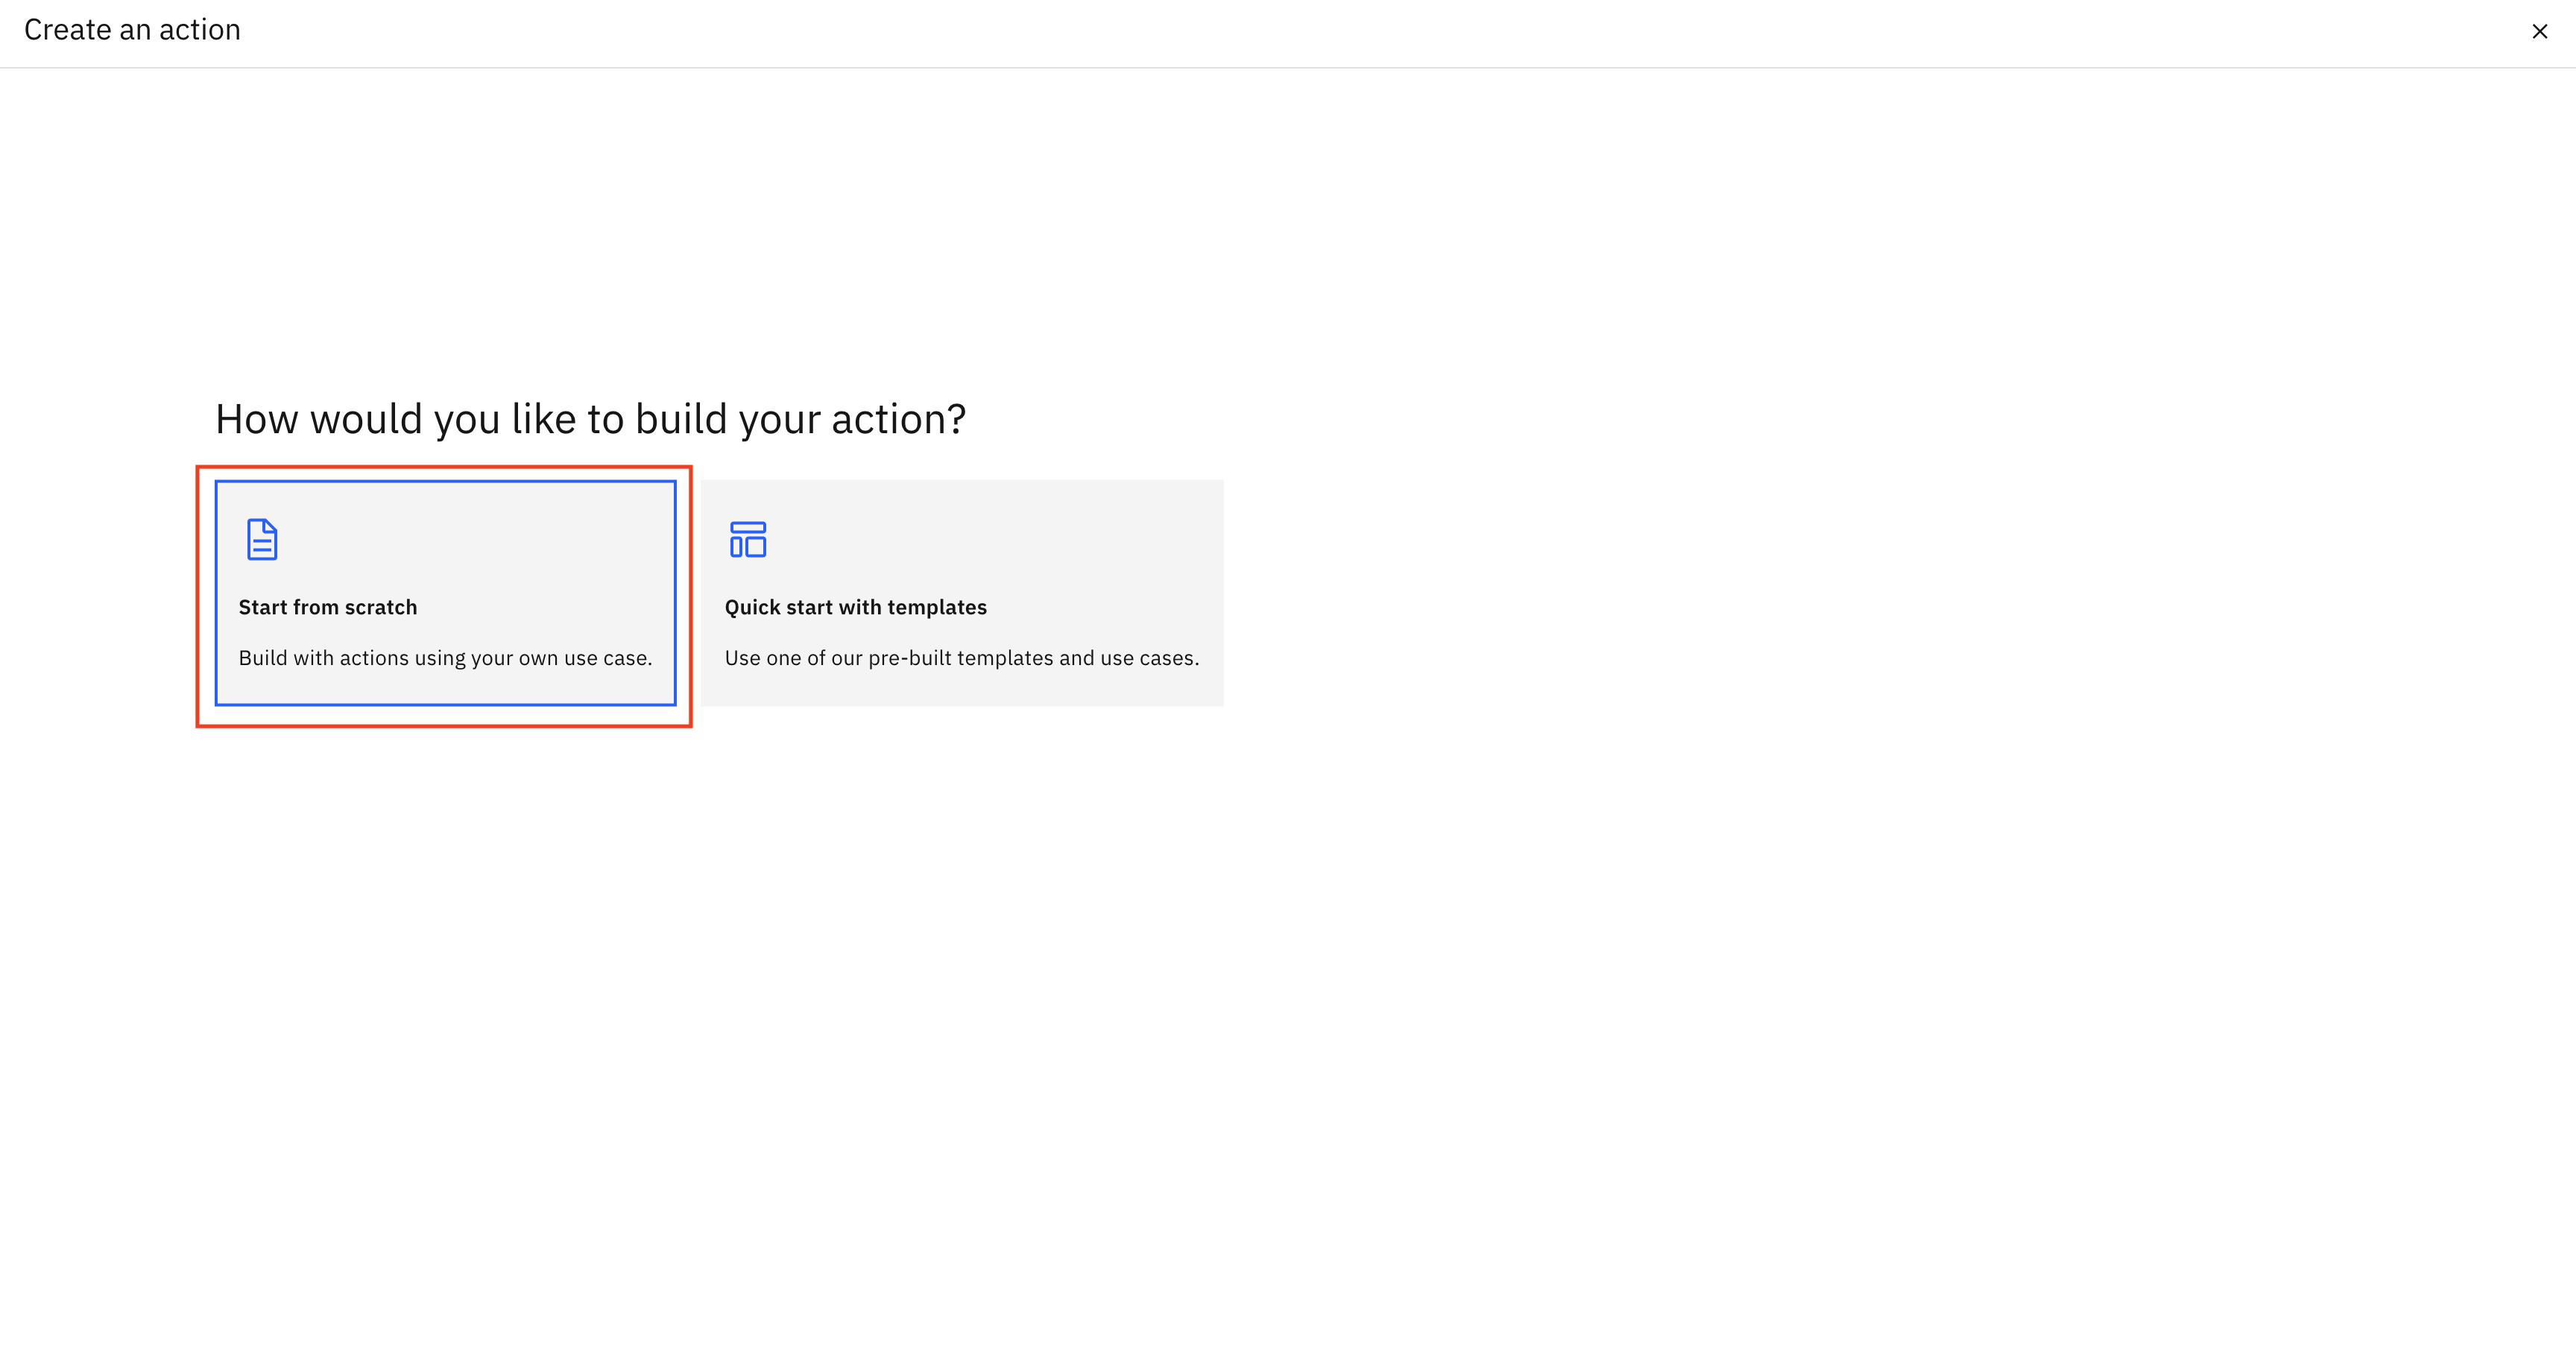 Create an action
How would you like to build your action?
Start from scratch
Build with actions using your own use case.
Quick start with templates
Use one of our pre-built templates and use cases.